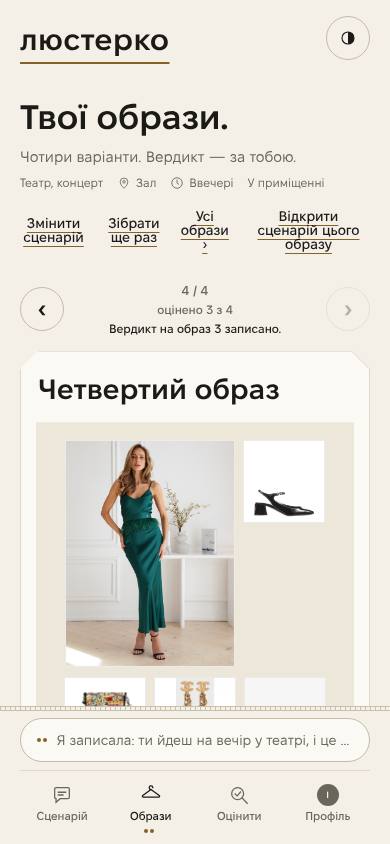 люстерко
Твої образи.
Чотири варіанти. Вердикт — за тобою.
Театр, концерт Зал Ввечері У приміщенні
Змінити сценарій
Зібрати ще раз
Усі образи ›
Відкрити сценарій цього образу
‹
4 / 4
оцінено 3 з 4
Вердикт на образ 3 записано.
›
Четвертий образ
Я записала: ти йдеш на вечір у театрі, і це ...
Сценарій Образи Оцінити Профіль